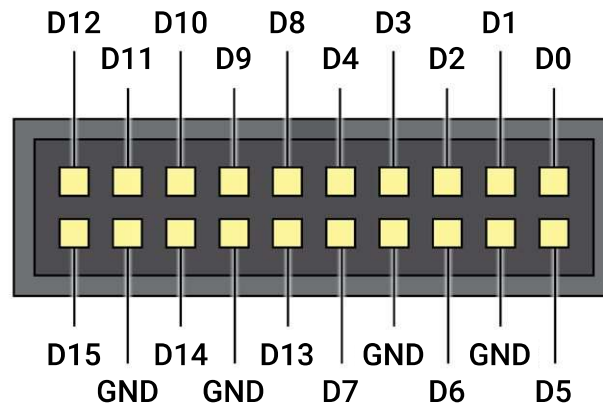 D12 D10 D8 D3 D1
D11 D9 D4 D2 D0
D15 D14 D13 GND GND
GND GND D7 D6 D5